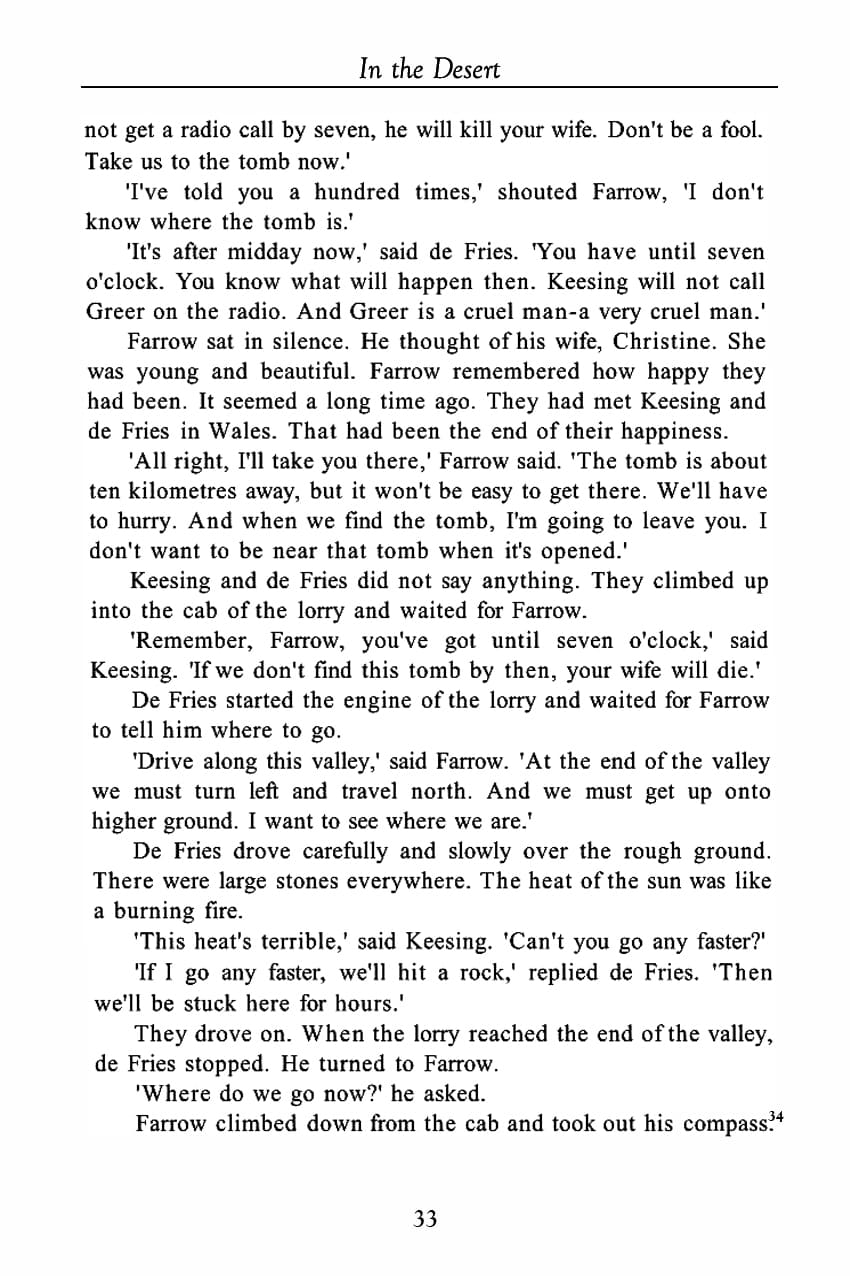 In the Desert
not get a radio call by seven, he will kill your wife. Don't be a fool.
Take us to the tomb now.'
'I've told you a hundred times,' shouted Farrow, 'I don't
know where the tomb is.'
'It's after midday now,' said de Fries. 'You have until seven
o'clock. You know what will happen then. Keesing will not call
Greer on the radio. And Greer is a cruel man-a very cruel man.'
Farrow sat in silence. He thought of his wife, Christine. She
was young and beautiful. Farrow remembered how happy they
had been. It seemed a long time ago. They had met Keesing and
de Fries in Wales. That had been the end of their happiness.
'All right, I'll take you there,' Farrow said. 'The tomb is about
ten kilometres away, but it won't be easy to get there. We'll have
to hurry. And when we find the tomb, I'm going to leave you. I
don't want to be near that tomb when it's opened.'
Keesing and de Fries did not say anything. They climbed up
into the cab of the lorry and waited for Farrow.
'Remember, Farrow, you've got until seven o'clock,' said
Keesing. 'If we don't find this tomb by then, your wife will die.'
De Fries started the engine of the lorry and waited for Farrow
to tell him where to go.
'Drive along this valley,' said Farrow. 'At the end of the valley
we must turn left and travel north. And we must get up onto
higher ground. I want to see where we are.'
De Fries drove carefully and slowly over the rough ground.
There were large stones everywhere. The heat of the sun was like
a burning fire.
'This heat's terrible,' said Keesing. 'Can't you go any faster?'
'If I go any faster, we'll hit a rock,' replied de Fries. 'Then
we'll be stuck here for hours.'
They drove on. When the lorry reached the end of the valley,
de Fries stopped. He turned to Farrow.
'Where do we go now?' he asked.
Farrow climbed down from the cab and took out his compass.34
33